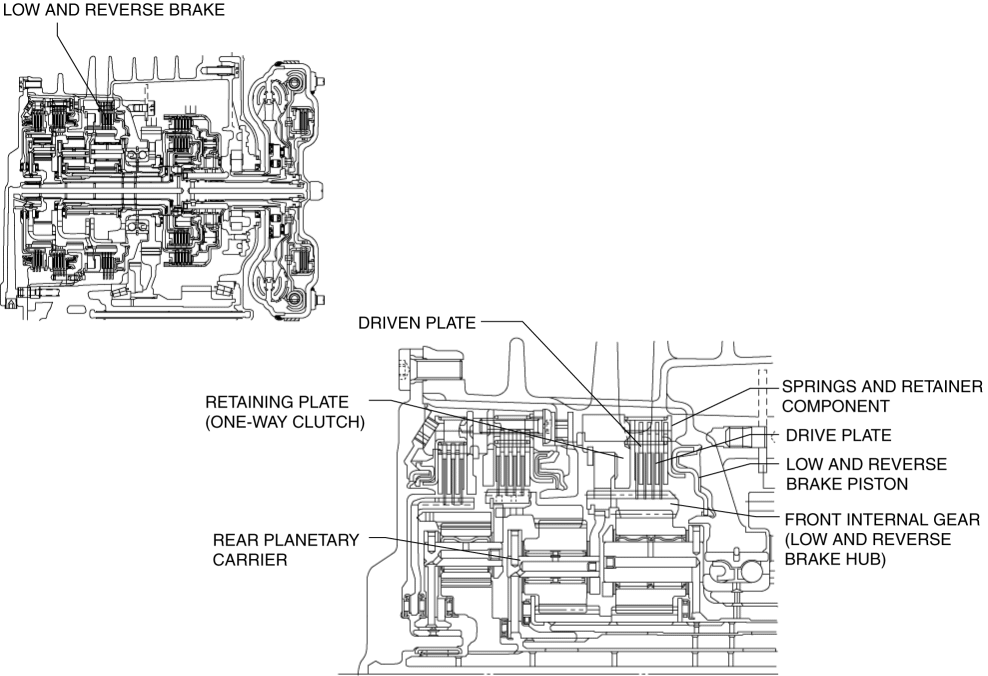 LOW AND REVERSE BRAKE
DRIVEN PLATE
RETAINING PLATE
(ONE-WAY CLUTCH)
SPRINGS AND RETAINER
COMPONENT
DRIVE PLATE
LOW AND REVERSE
BRAKE PISTON
FRONT INTERNAL GEAR
(LOW AND REVERSE
BRAKE HUB)
REAR PLANETARY
CARRIER